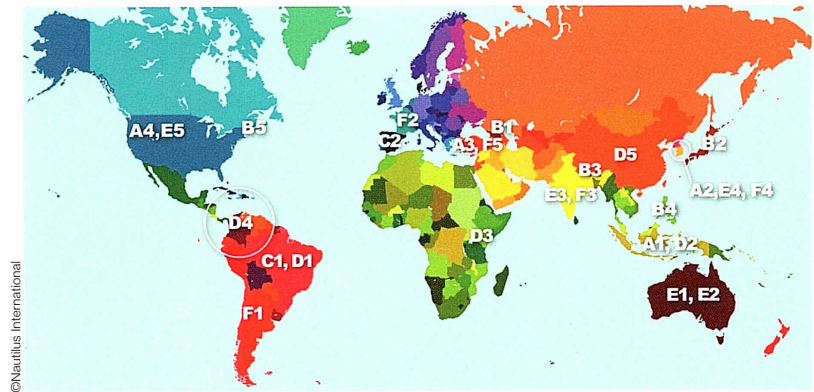 A4,E5
B5
F2
C2
B1
A3, F5
D5
B2
B3
E3, F3
A2,E4, F4
B4
D4
D3
A1, D2
C1, D1
E1, E2
F1
©Nautilus International